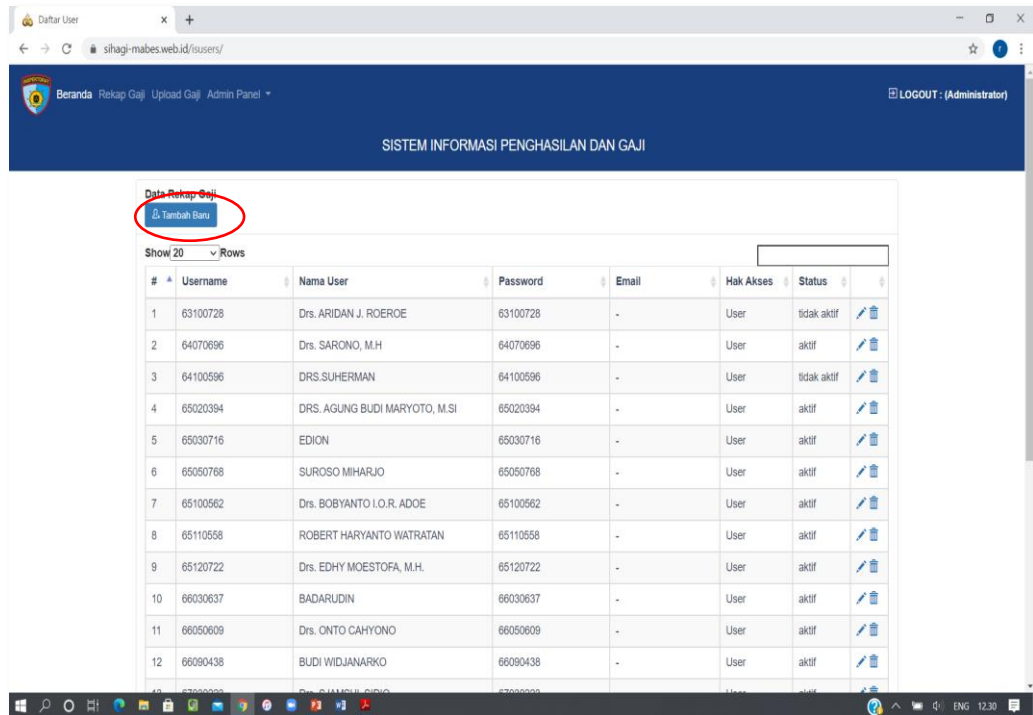 Daftar User
sihagi-mabes.web.id/isusers/
Beranda Rekap Gaji Upload Gaji Admin Panel
LOGOUT : (Administrator)
SISTEM INFORMASI PENGHASILAN DAN GAJI
Data Rekap Gaji
Tambah Baru
Show 20 Rows
# Username Nama User Password Email Hak Akses Status
1 63100728 Drs. ARIDAN J. ROEROE 63100728 - User tidak aktif
2 64070696 Drs. SARONO, M.H 64070696 - User aktif
3 64100596 DRS.SUHERMAN 64100596 - User tidak aktif
4 65020394 DRS. AGUNG BUDI MARYOTO, M.SI 65020394 - User aktif
5 65030716 EDION 65030716 - User aktif
6 65050768 SUROSO MIHARJO 65050768 - User aktif
7 65100562 Drs. BOBYANTO I.O.R. ADOE 65100562 - User aktif
8 65110558 ROBERT HARYANTO WATRATAN 65110558 - User aktif
9 65120722 Drs. EDHY MOESTOFA, M.H. 65120722 - User aktif
10 66030637 BADARUDIN 66030637 - User aktif
11 66050609 Drs. ONTO CAHYONO 66050609 - User aktif
12 66090438 BUDI WIDJANARKO 66090438 - User aktif
ENG 12.30